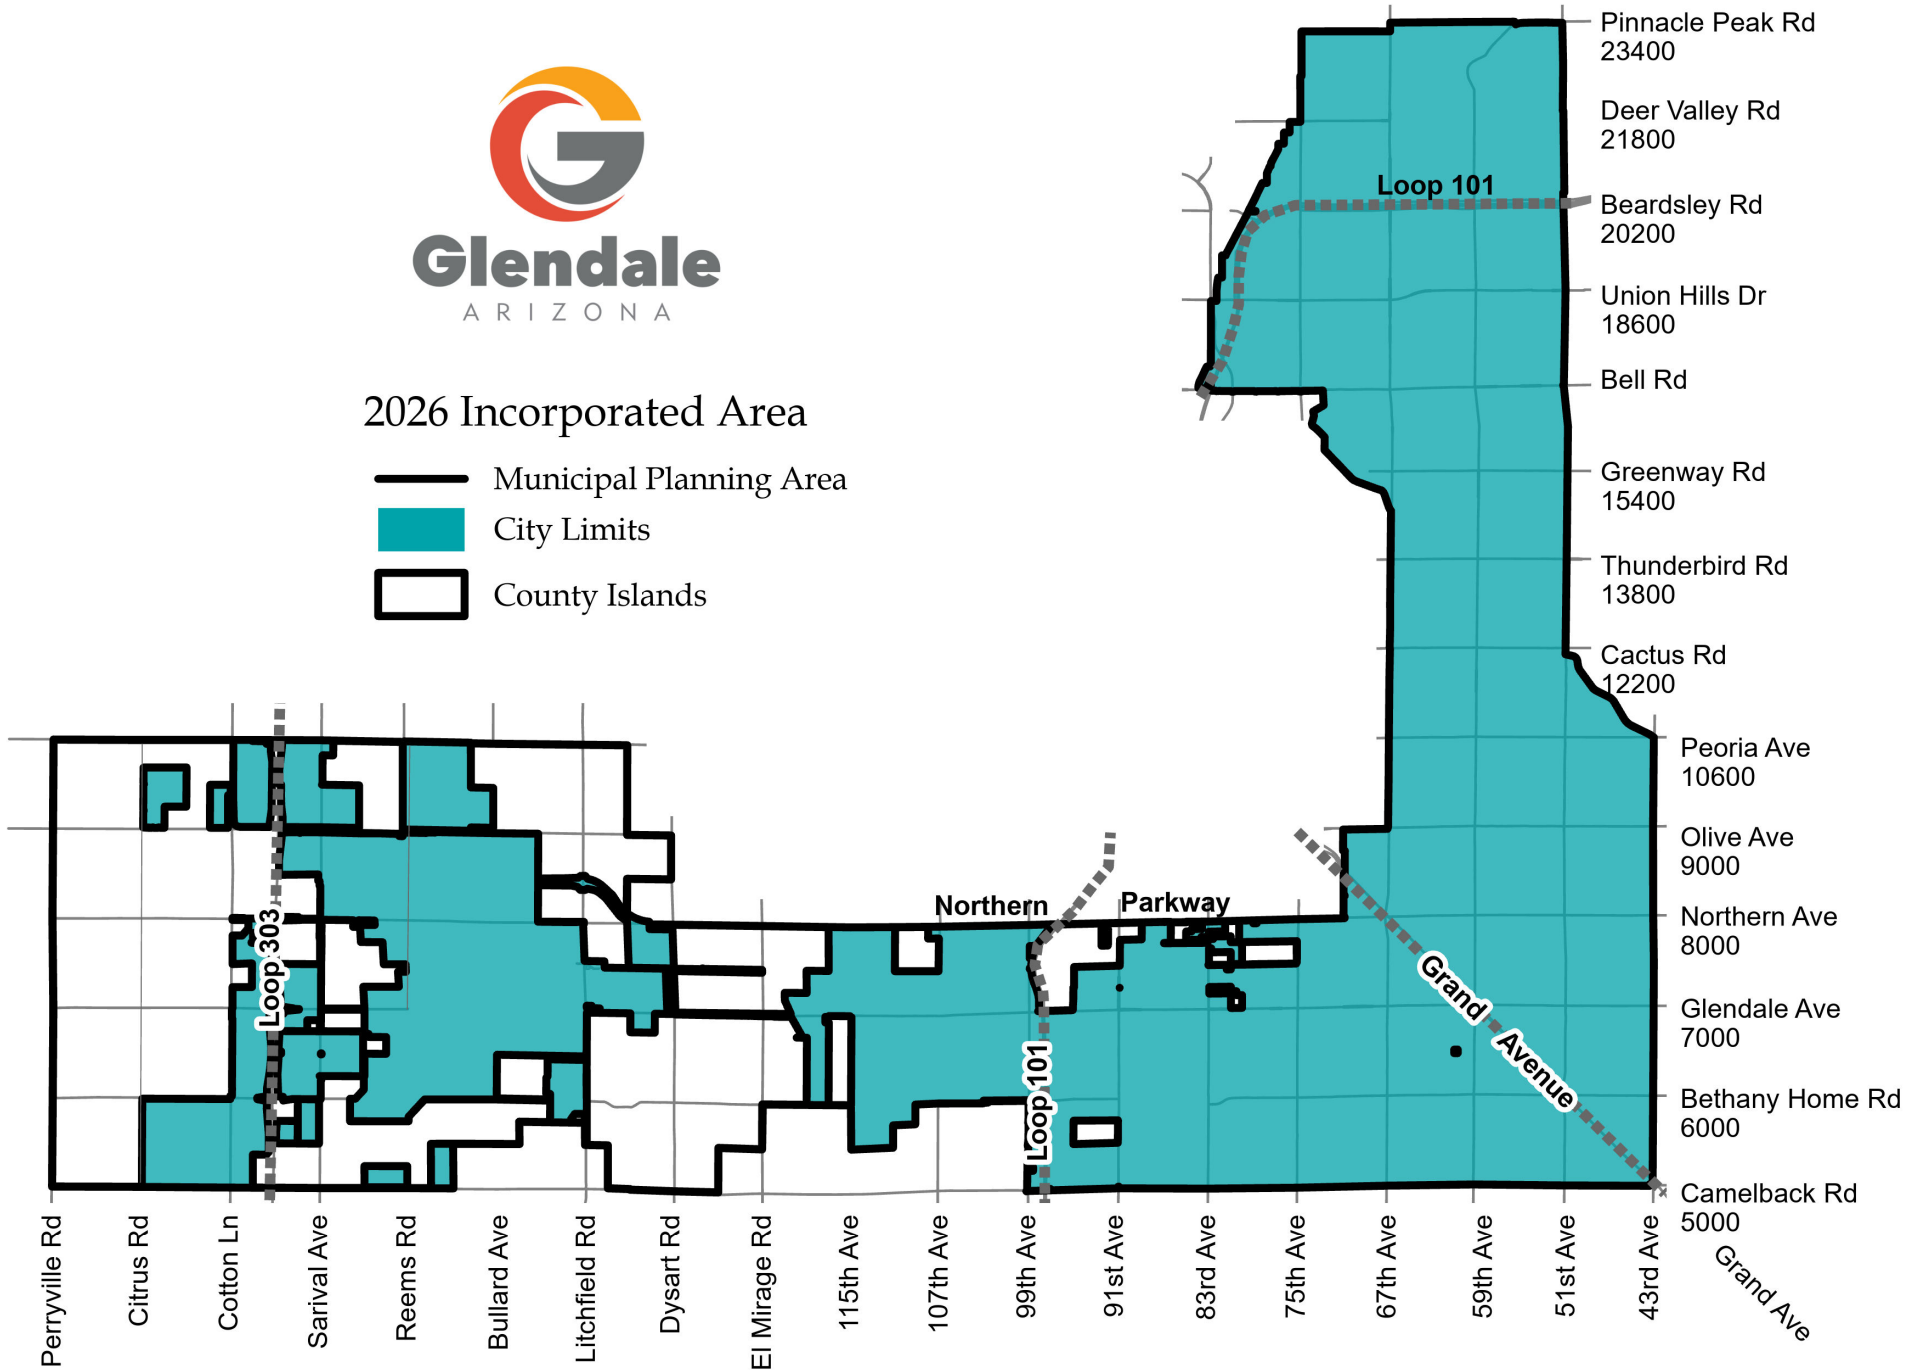 Glendale
ARIZONA
2026 Incorporated Area
Municipal Planning Area
City Limits
County Islands
Pinnacle Peak Rd
23400
Deer Valley Rd
21800
Loop 101
Beardsley Rd
20200
Union Hills Dr
18600
Bell Rd
Greenway Rd
15400
Thunderbird Rd
13800
Cactus Rd
12200
Peoria Ave
10600
Olive Ave
9000
Northern Parkway
Northern Ave
8000
Loop 303
Grand Avenue
Glendale Ave
7000
Loop 101
Bethany Home Rd
6000
Camelback Rd
5000
Perryville Rd
Citrus Rd
Cotton Ln
Sarival Ave
Reems Rd
Bullard Ave
Litchfield Rd
Dysart Rd
El Mirage Rd
115th Ave
107th Ave
99th Ave
91st Ave
83rd Ave
75th Ave
67th Ave
59th Ave
51st Ave
43rd Ave
Grand Ave